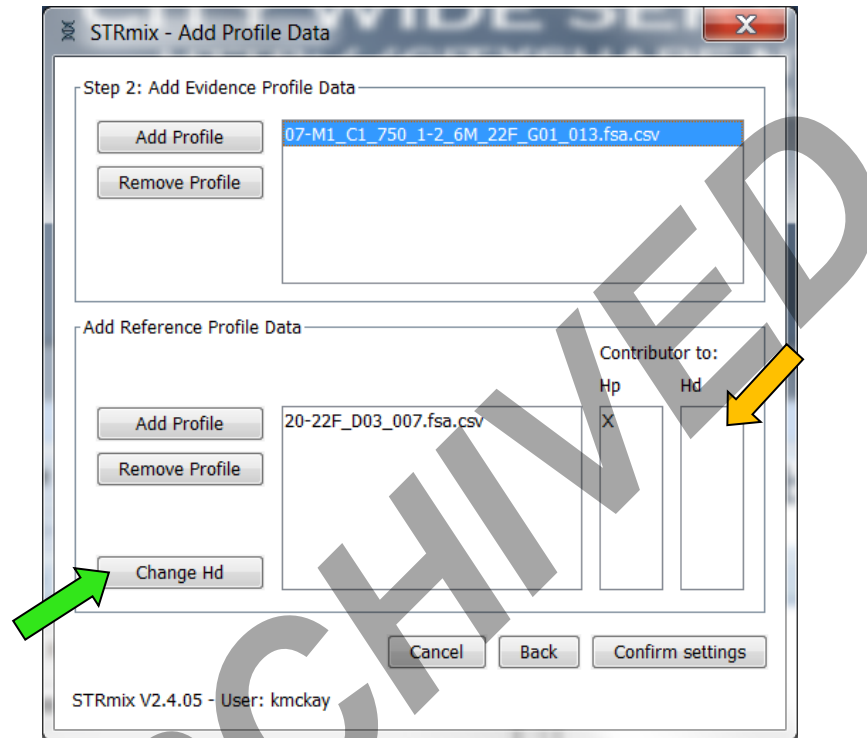 STRmix - Add Profile Data
X
Step 2: Add Evidence Profile Data
Add Profile
07-M1_C1_750_1-2_6M_22F_G01_013.fsa.csv
Remove Profile
Add Reference Profile Data
Contributor to:
Hp Hd
Add Profile
20-22F_D03_007.fsa.csv
X
Remove Profile
Change Hd
Cancel Back Confirm settings
STRmix V2.4.05 - User: kmckay
RCHIVED